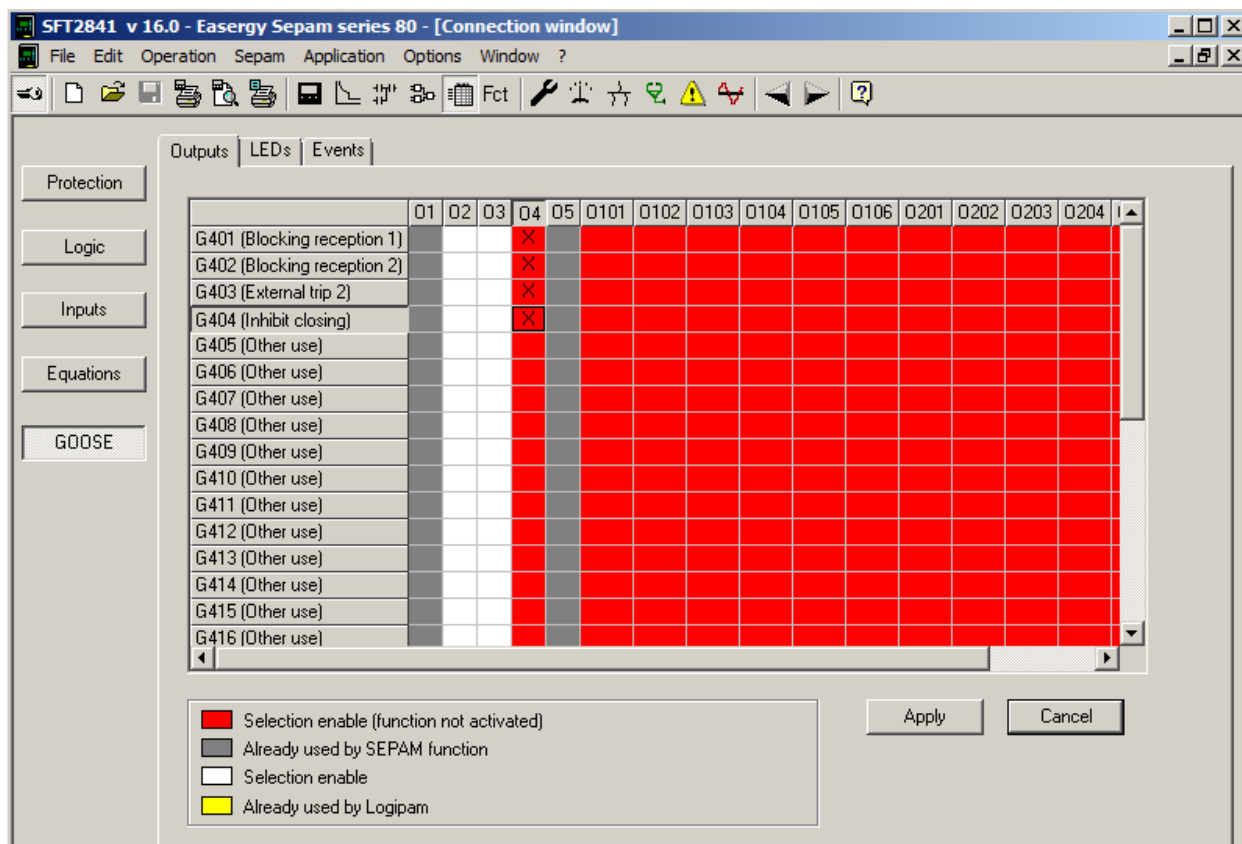 SFT2841 v 16.0 - Easergy Sepam series 80 - [Connection window]
File Edit Operation Sepam Application Options Window ?
Fct
Outputs LEDs Events
Protection
Logic
Inputs
Equations
GOOSE
O1 O2 O3 O4 O5 O101 O102 O103 O104 O105 O106 O201 O202 O203 O204
G401 (Blocking reception 1) X
G402 (Blocking reception 2) X
G403 (External trip 2) X
G404 (Inhibit closing) X
G405 (Other use)
G406 (Other use)
G407 (Other use)
G408 (Other use)
G409 (Other use)
G410 (Other use)
G411 (Other use)
G412 (Other use)
G413 (Other use)
G414 (Other use)
G415 (Other use)
G416 (Other use)
Selection enable (function not activated)
Already used by SEPAM function
Selection enable
Already used by Logipam
Apply Cancel